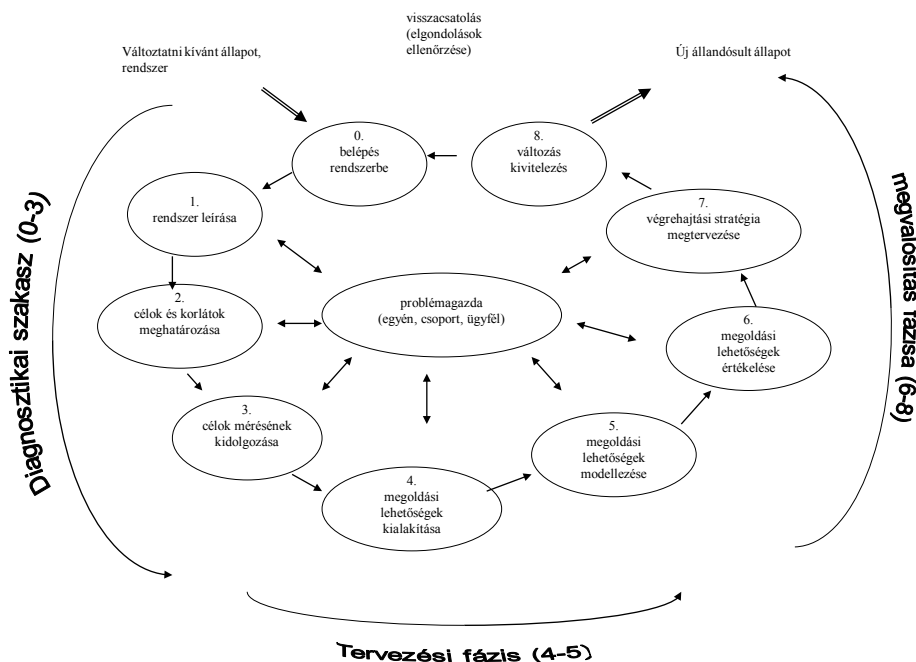 visszacsatolás
(elgondolások
ellenőrzése)
Változtatni kívánt állapot,
rendszer
Új állandósult állapot
0.
belépés
rendszerbe
8.
változás
kivitelezés
1.
rendszer leírása
7.
végrehajtási stratégia
megtervezése
2.
célok és korlátok
meghatározása
problémagazda
(egyén, csoport, ügyfél)
6.
megoldási
lehetőségek
értékelése
3.
célok mérésének
kidolgozása
5.
megoldási
lehetőségek
modellezése
4.
megoldási
lehetőségek
kialakítása
Diagnosztikai szakasz (0-3)
megvalósítás fázisa (6-8)
Tervezési fázis (4-5)